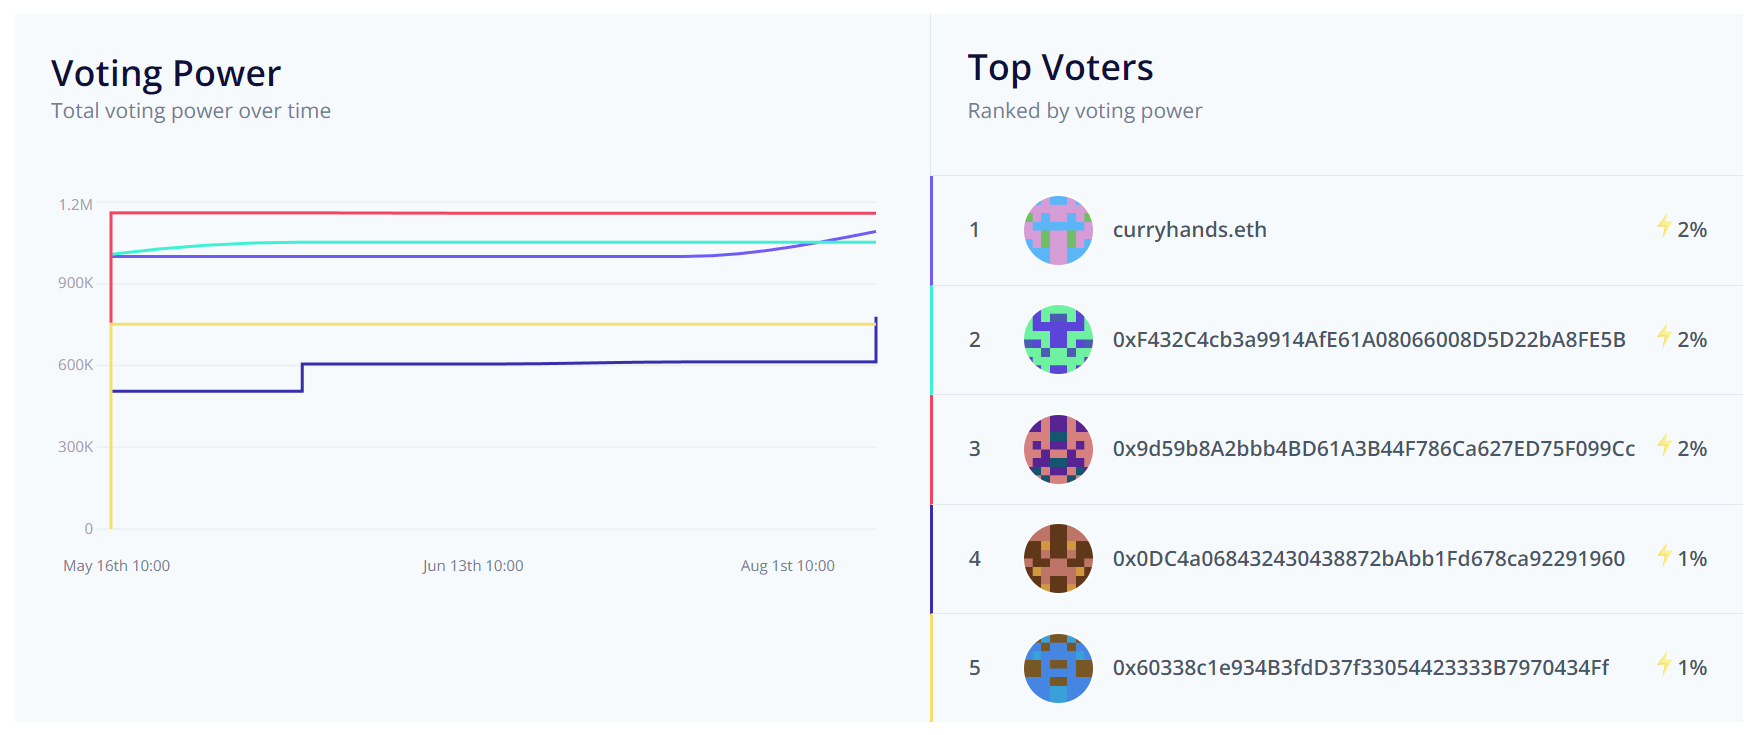 Voting Power
Total voting power over time
1.2M
900K
600K
300K
0
May 16th 10:00
Jun 13th 10:00
Aug 1st 10:00
Top Voters
Ranked by voting power
1 curryhands.eth 2%
2 0xF432C4cb3a9914AfE61A08066008D5D22bA8FE5B 2%
3 0x9d59b8A2bbb4BD61A3B44F786Ca627ED75F099Cc 2%
4 0x0DC4a068432430438872bAbb1Fd678ca92291960 1%
5 0x60338c1e934B3fdD37f33054423333B7970434Ff 1%